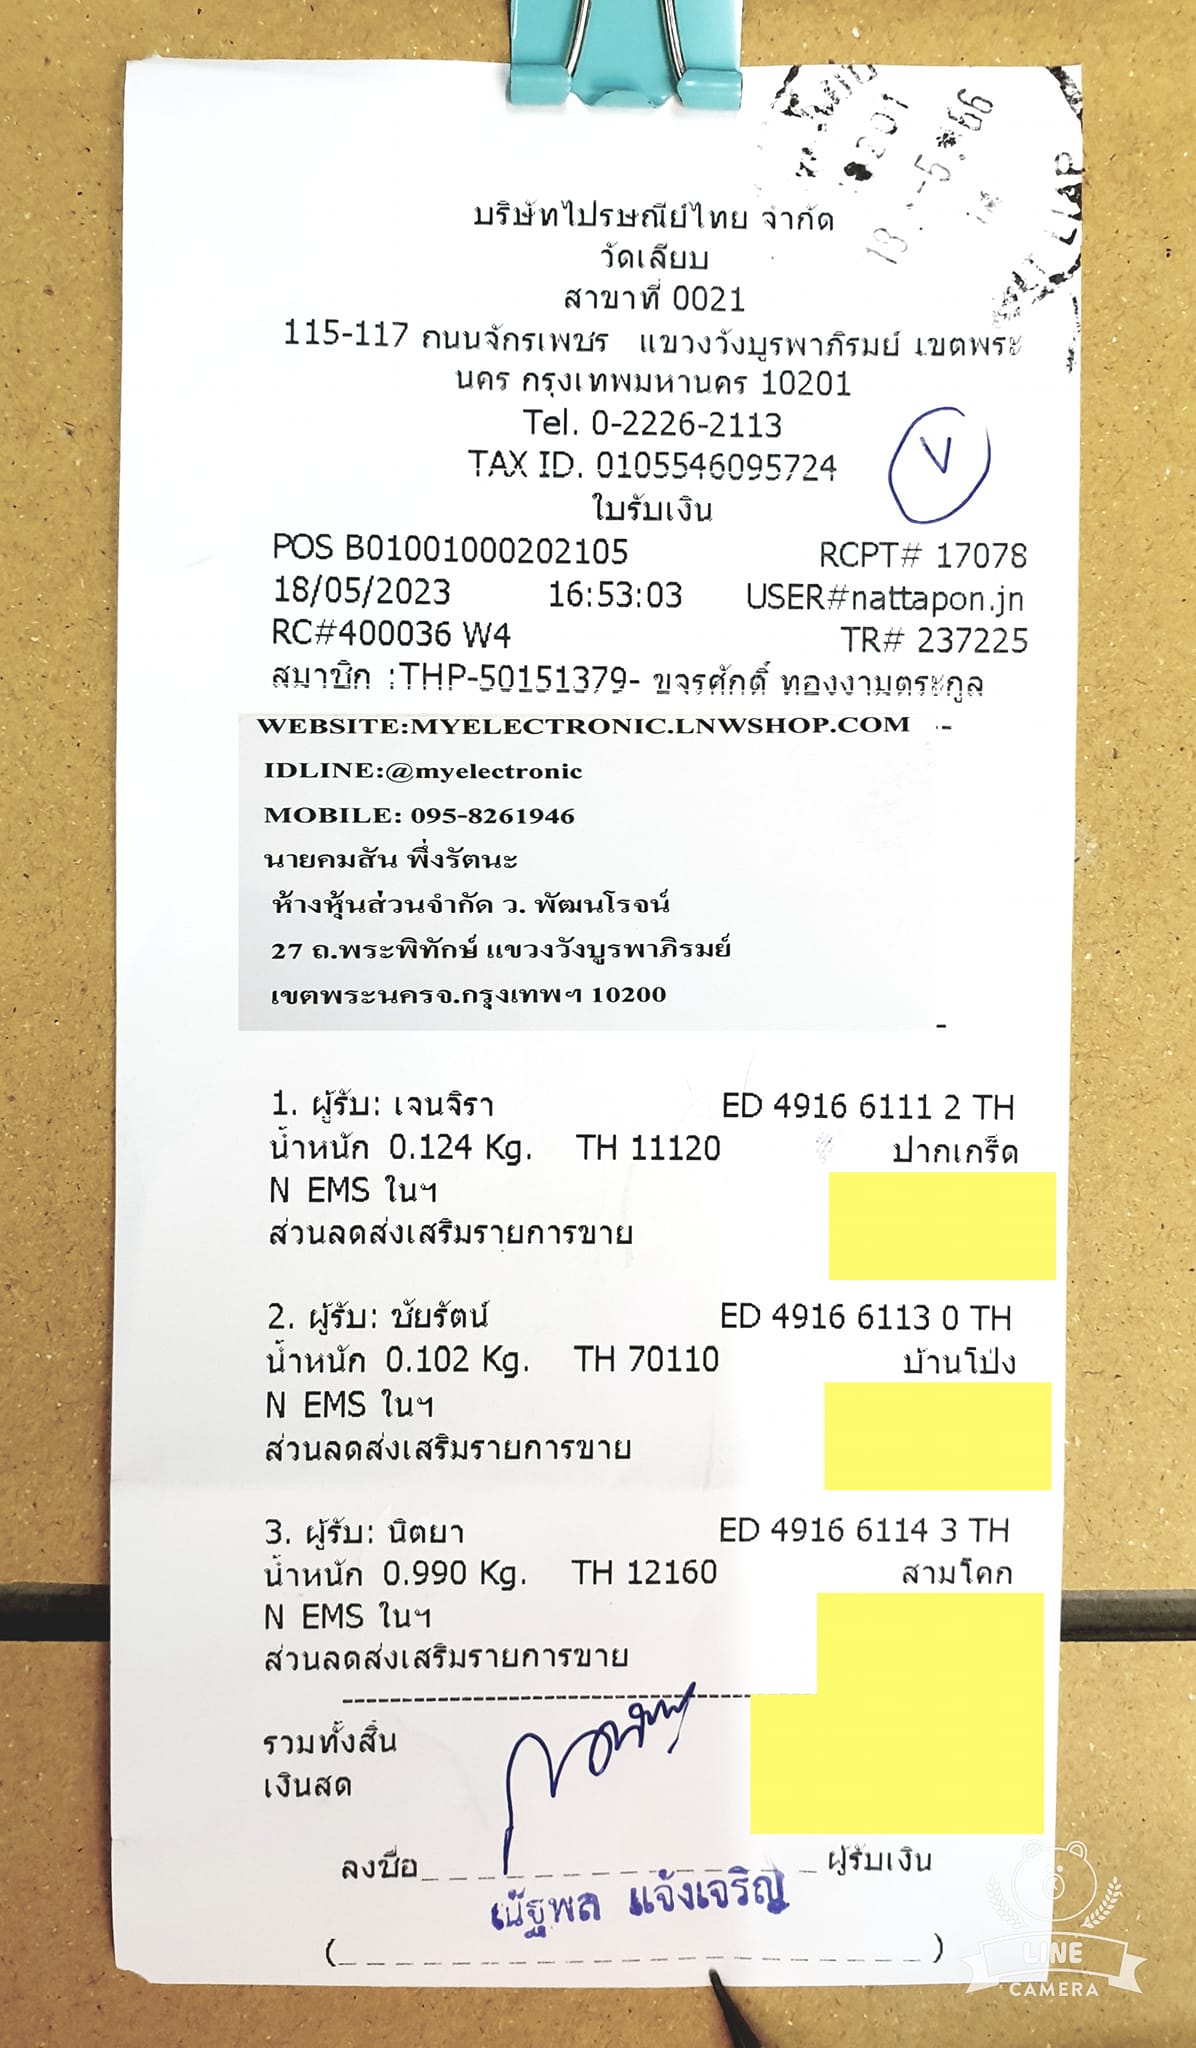 บริษัทไปรษณีย์ไทย จำกัด
วัดเลียบ
สาขาที่ 0021
115-117 ถนนจักรเพชร แขวงวังบูรพาภิรมย์ เขตพระ
นคร กรุงเทพมหานคร 10201
Tel. 0-2226-2113
TAX ID. 0105546095724
V
ใบรับเงิน
POS B01001000202105 RCPT# 17078
18/05/2023 16:53:03 USER#nattapon.jn
RC#400036 W4 TR# 237225
สมาชิก :THP-50151379- ขจรศักดิ์ ทองงามตระกูล
WEBSITE:MYELECTRONIC.LNWSHOP.COM
IDLINE:@myelectronic
MOBILE: 095-8261946
นายคมสัน พึ่งรัตนะ
ห้างหุ้นส่วนจำกัด ว. พัฒนโรจน์
27 ถ.พระพิทักษ์ แขวงวังบูรพาภิรมย์
เขตพระนครจ.กรุงเทพฯ 10200
1. ผู้รับ: เจนจิรา ED 4916 6111 2 TH
น้ำหนัก 0.124 Kg. TH 11120 ปากเกร็ด
N EMS ในฯ
ส่วนลดส่งเสริมรายการขาย
2. ผู้รับ: ชัยรัตน์ ED 4916 6113 0 TH
น้ำหนัก 0.102 Kg. TH 70110 บ้านโป่ง
N EMS ในฯ
ส่วนลดส่งเสริมรายการขาย
3. ผู้รับ: นิตยา ED 4916 6114 3 TH
น้ำหนัก 0.990 Kg. TH 12160 สามโคก
N EMS ในฯ
ส่วนลดส่งเสริมรายการขาย
รวมทั้งสิ้น
เงินสด
ลงชื่อ ผู้รับเงิน
ณัฐพล แจ้งเจริญ
LINE
CAMERA